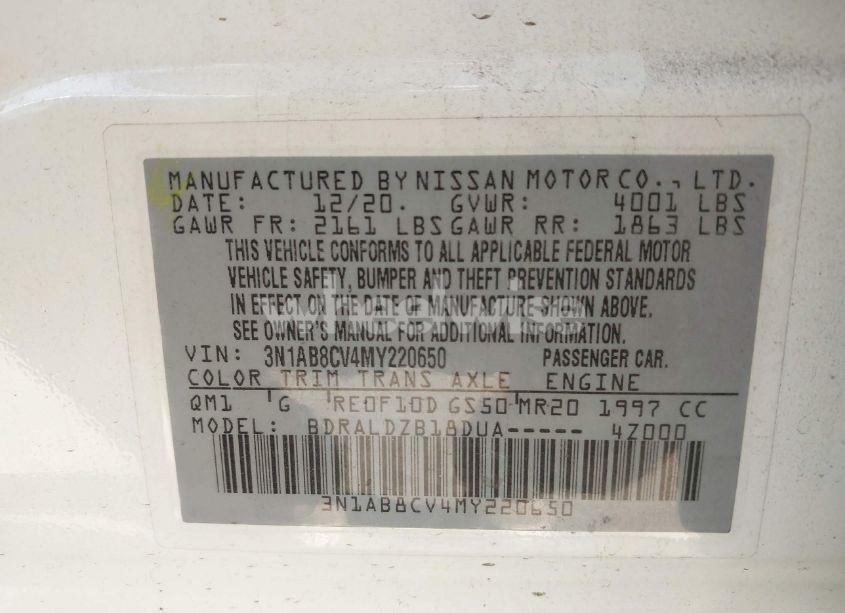 MANUFACTURED BY NISSAN MOTOR CO., LTD.
DATE: 12/20. GVWR: 4001 LBS
GAWR FR: 2161 LBS GAWR RR: 1863 LBS
THIS VEHICLE CONFORMS TO ALL APPLICABLE FEDERAL MOTOR
VEHICLE SAFETY, BUMPER AND THEFT PREVENTION STANDARDS
IN EFFECT ON THE DATE OF MANUFACTURE SHOWN ABOVE.
SEE OWNER'S MANUAL FOR ADDITIONAL INFORMATION.
VIN: 3N1AB8CV4MY220650 PASSENGER CAR.
COLOR TRIM TRANS AXLE ENGINE
QM1 G RE0F10D GS50 MR20 1997 CC
MODEL: BDRALDZB18DUA----- 4Z000
3N1AB8CV4MY220650